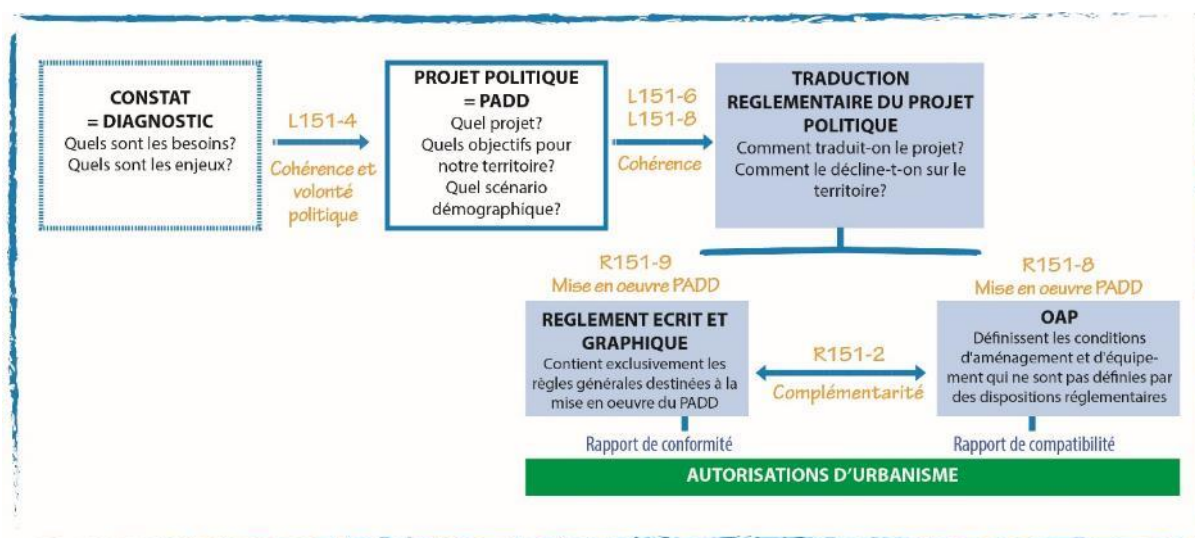 CONSTAT
= DIAGNOSTIC
Quels sont les besoins?
Quels sont les enjeux?
L151-4
Cohérence et
volonté
politique
PROJET POLITIQUE
= PADD
Quel projet?
Quels objectifs pour
notre territoire?
Quel scénario
démographique?
L151-6
L151-8
Cohérence
TRADUCTION
REGLEMENTAIRE DU PROJET
POLITIQUE
Comment traduit-on le projet?
Comment le décline-t-on sur le
territoire?
R151-9
Mise en oeuvre PADD
REGLEMENT ECRIT ET
GRAPHIQUE
Contient exclusivement les
règles générales destinées à la
mise en oeuvre du PADD
R151-2
Complémentarité
R151-8
Mise en oeuvre PADD
OAP
Définissent les conditions
d'aménagement et d'équipe-
ment qui ne sont pas définies par
des dispositions réglementaires
Rapport de conformité
Rapport de compatibilité
AUTORISATIONS D'URBANISME